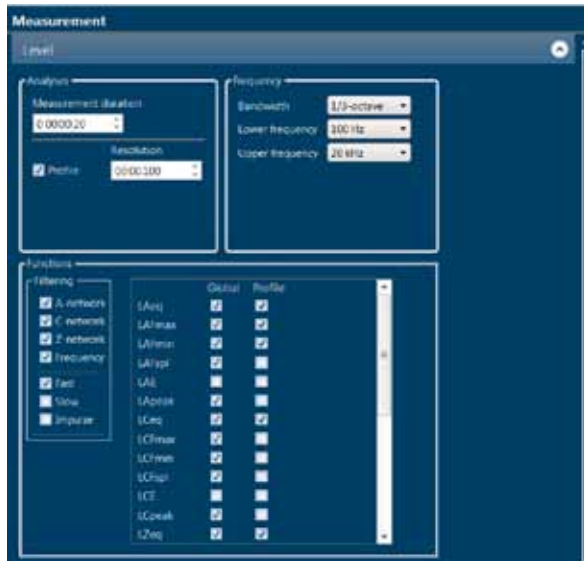 Measurement
Level
Analysis
Measurement duration
0:00:00:20
Resolution
Profile
00:00:100
Frequency
Bandwidth 1/3-octave
Lower frequency 100 Hz
Upper frequency 20 kHz
Functions
Filtering
A-network
C-network
Z-network
Frequency
Fast
Slow
Impulse
Global Profile
LAeq
LAFmax
LAFmin
LAFspl
LAE
LApeak
LCeq
LCFmax
LCFmin
LCFspl
LCE
LCpeak
LZeq